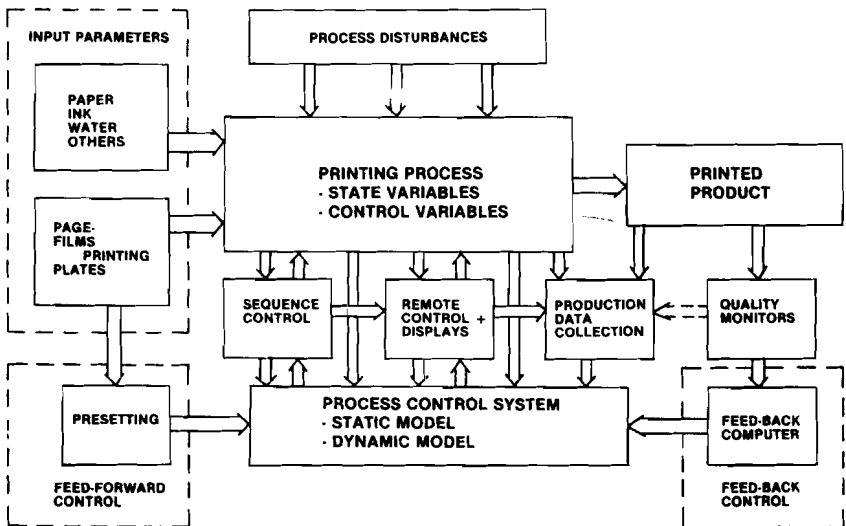 INPUT PARAMETERS
PROCESS DISTURBANCES
PAPER
INK
WATER
OTHERS
PRINTING PROCESS
· STATE VARIABLES
· CONTROL VARIABLES
PRINTED
PRODUCT
PAGE-
FILMS
PRINTING
PLATES
SEQUENCE
CONTROL
REMOTE
CONTROL +
DISPLAYS
PRODUCTION
DATA
COLLECTION
QUALITY
MONITORS
PRESETTING
PROCESS CONTROL SYSTEM
· STATIC MODEL
· DYNAMIC MODEL
FEED-BACK
COMPUTER
FEED-FORWARD
CONTROL
FEED-BACK
CONTROL